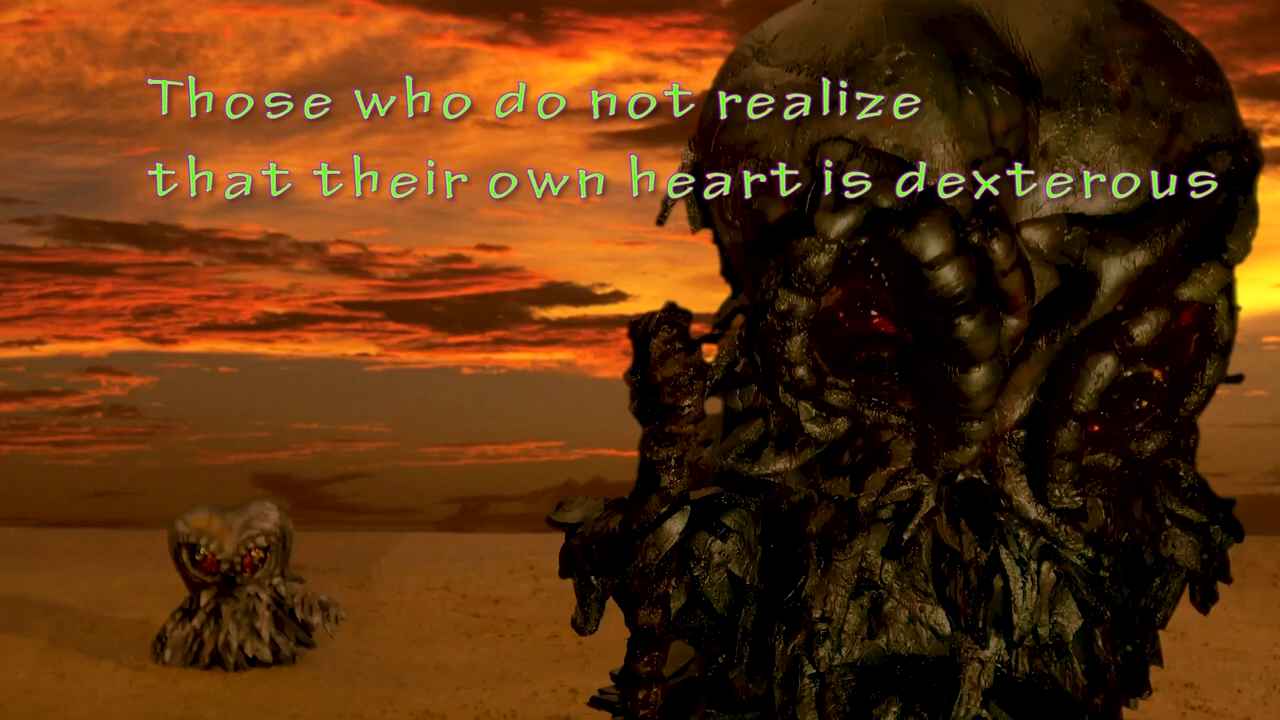 Those who do not realize
that their own heart is dexterous